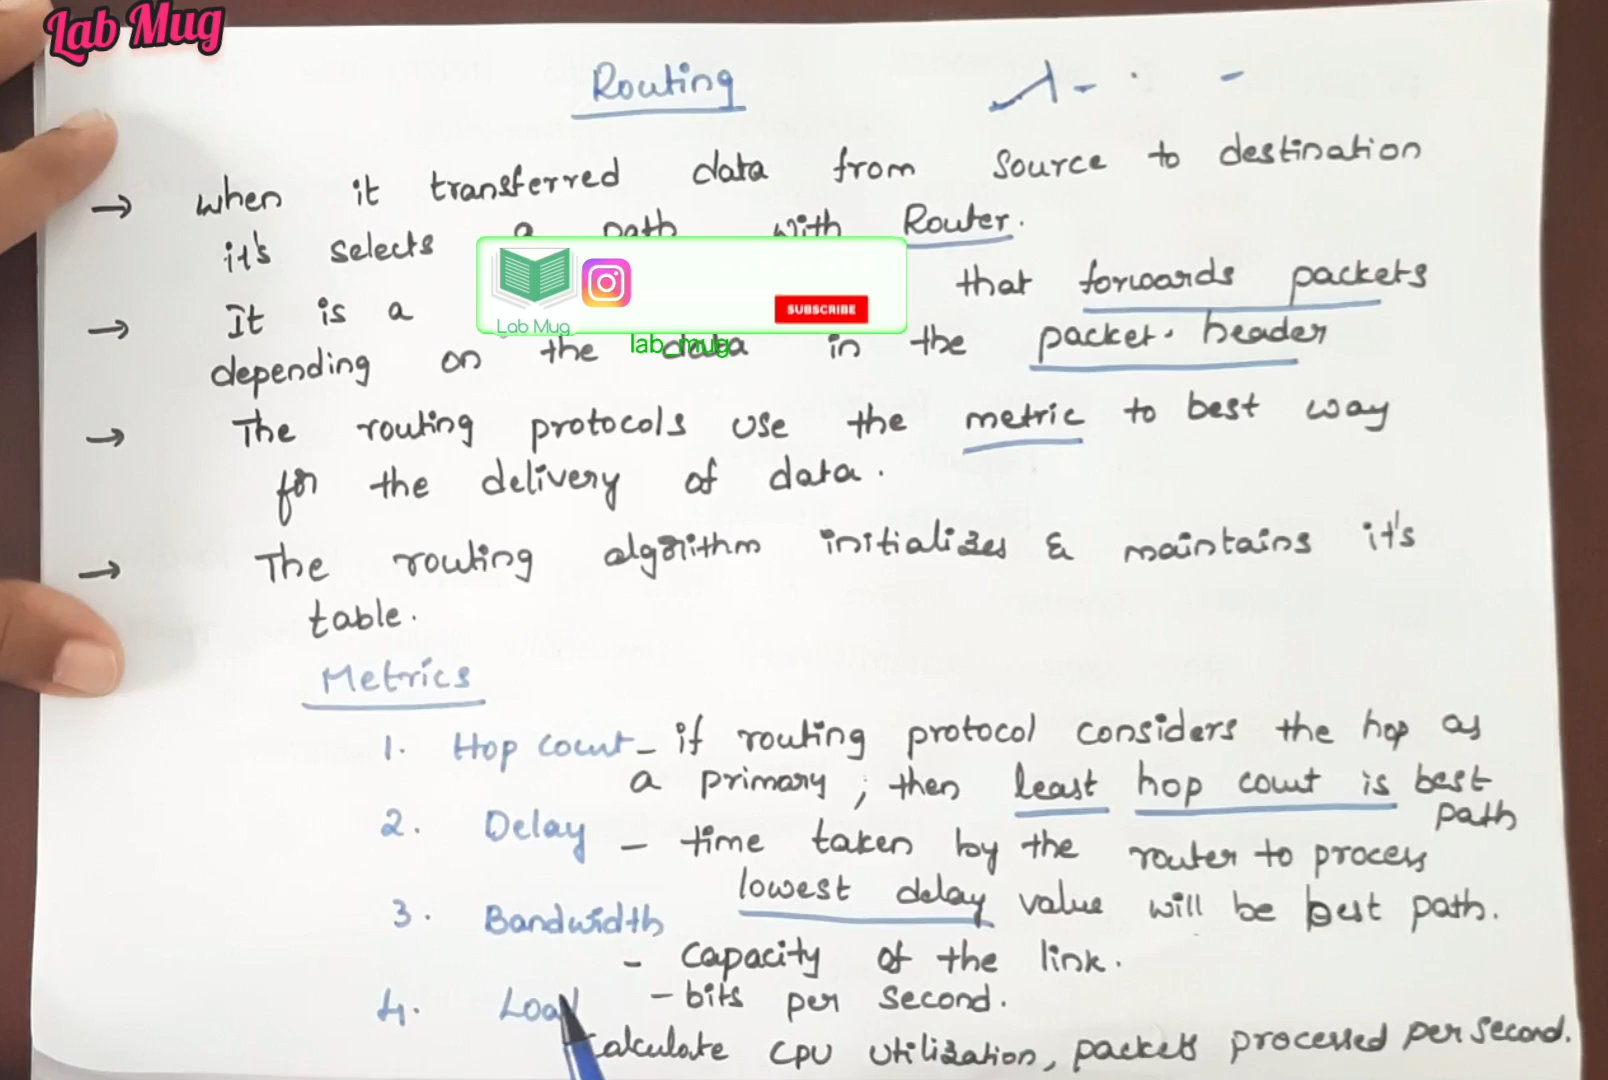 Lab Mug
Routing
→ when it transferred data from source to destination
it's selects a path with Router.
→ It is a that forwards packets
depending on the data in the packet. header
Lab Mug
SUBSCRIBE
lab_mug
→ The routing protocols use the metric to best way
for the delivery of data.
→ The routing algorithm initializes & maintains it's
table.
Metrics
1. Hop count - if routing protocol considers the hop as
a primary, then least hop count is best
path
2. Delay - time taken by the router to process
lowest delay value will be best path.
3. Bandwidth
- capacity of the link.
- bits per second.
4. Load
calculate CPU utilization, packets processed per second.